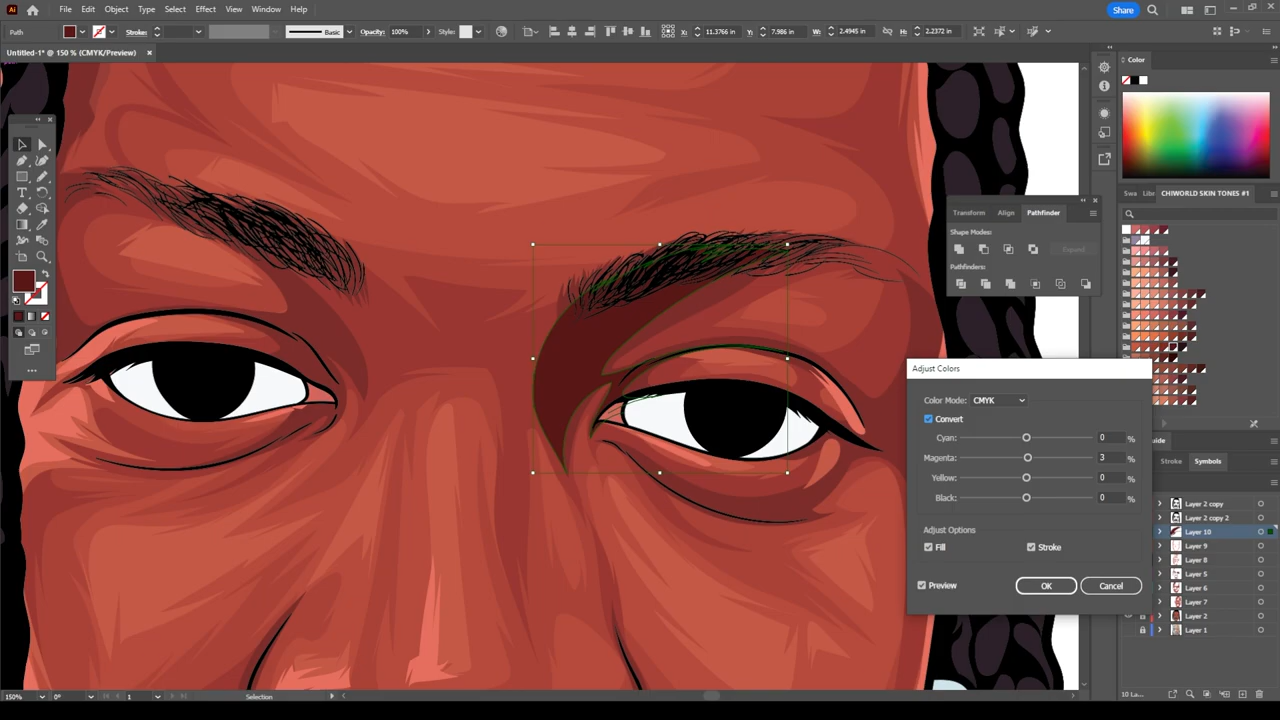 Ai File Edit Object Type Select Effect View Window Help Share
Path Stroke: Basic Opacity: 100% Style: X: 11.3766 in Y: 7.986 in W: 2.4945 in H: 2.2372 in
Untitled-1* @ 150 % (CMYK/Preview)
Color
Swa Libr CHIWORLD SKIN TONES #1
Transform Align Pathfinder
Shape Modes:
Expand
Pathfinders:
Adjust Colors
Color Mode: CMYK
Convert
Cyan: 0 %
Magenta: 3 %
Yellow: 0 %
Black: 0 %
Adjust Options
Fill Stroke
Preview OK Cancel
uide
Stroke Symbols
Layer 2 copy
Layer 2 copy 2
Layer 10
Layer 9
Layer 8
Layer 5
Layer 6
Layer 7
Layer 2
Layer 1
10 La...
150% 0° 1 Selection